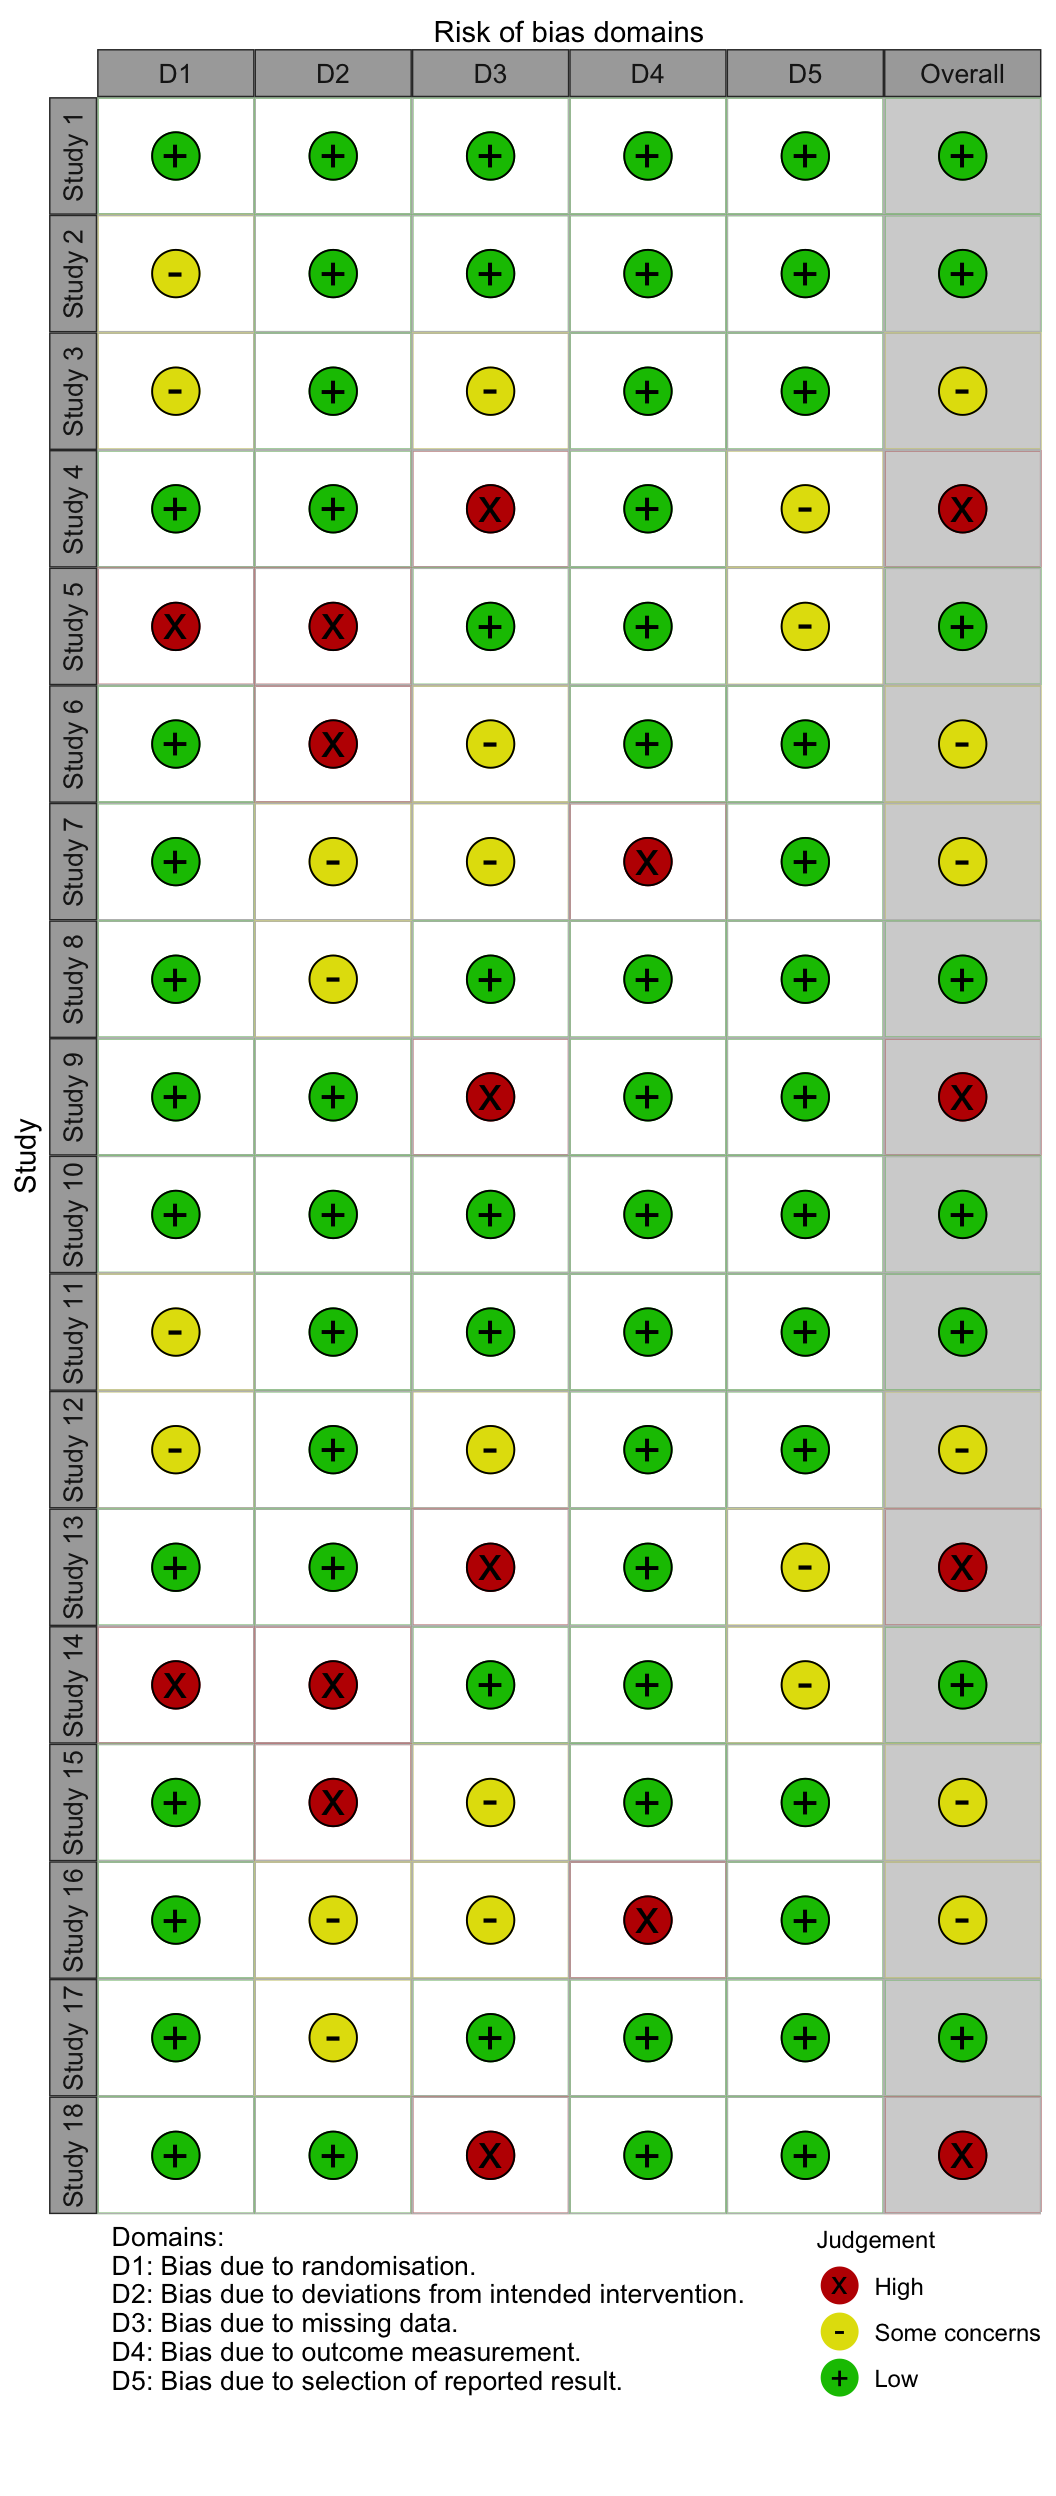 Risk of bias domains
D1 D2 D3 D4 D5 Overall
Study
Study 1 + + + + + +
Study 2 - + + + + +
Study 3 - + - + + -
Study 4 + + X + - X
Study 5 X X + + - +
Study 6 + X - + + -
Study 7 + - - X + -
Study 8 + - + + + +
Study 9 + + X + + X
Study 10 + + + + + +
Study 11 - + + + + +
Study 12 - + - + + -
Study 13 + + X + - X
Study 14 X X + + - +
Study 15 + X - + + -
Study 16 + - - X + -
Study 17 + - + + + +
Study 18 + + X + + X
Domains:
D1: Bias due to randomisation.
D2: Bias due to deviations from intended intervention.
D3: Bias due to missing data.
D4: Bias due to outcome measurement.
D5: Bias due to selection of reported result.
Judgement
X High
- Some concerns
+ Low